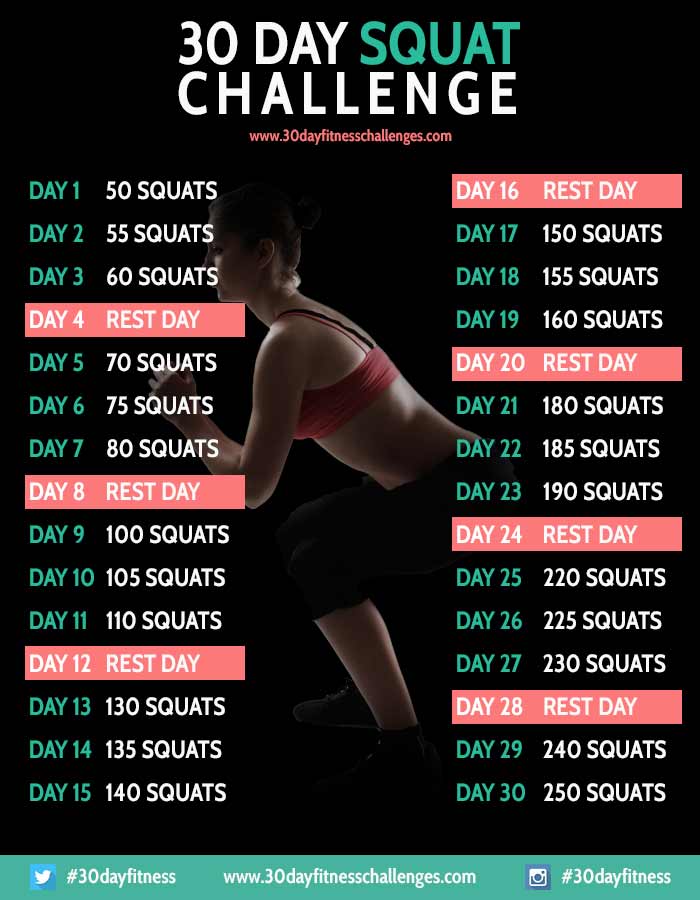 30 DAY SQUAT
CHALLENGE
www.30dayfitnesschallenges.com
DAY 1 50 SQUATS
DAY 2 55 SQUATS
DAY 3 60 SQUATS
DAY 4 REST DAY
DAY 5 70 SQUATS
DAY 6 75 SQUATS
DAY 7 80 SQUATS
DAY 8 REST DAY
DAY 9 100 SQUATS
DAY 10 105 SQUATS
DAY 11 110 SQUATS
DAY 12 REST DAY
DAY 13 130 SQUATS
DAY 14 135 SQUATS
DAY 15 140 SQUATS
DAY 16 REST DAY
DAY 17 150 SQUATS
DAY 18 155 SQUATS
DAY 19 160 SQUATS
DAY 20 REST DAY
DAY 21 180 SQUATS
DAY 22 185 SQUATS
DAY 23 190 SQUATS
DAY 24 REST DAY
DAY 25 220 SQUATS
DAY 26 225 SQUATS
DAY 27 230 SQUATS
DAY 28 REST DAY
DAY 29 240 SQUATS
DAY 30 250 SQUATS
#30dayfitness www.30dayfitnesschallenges.com #30dayfitness